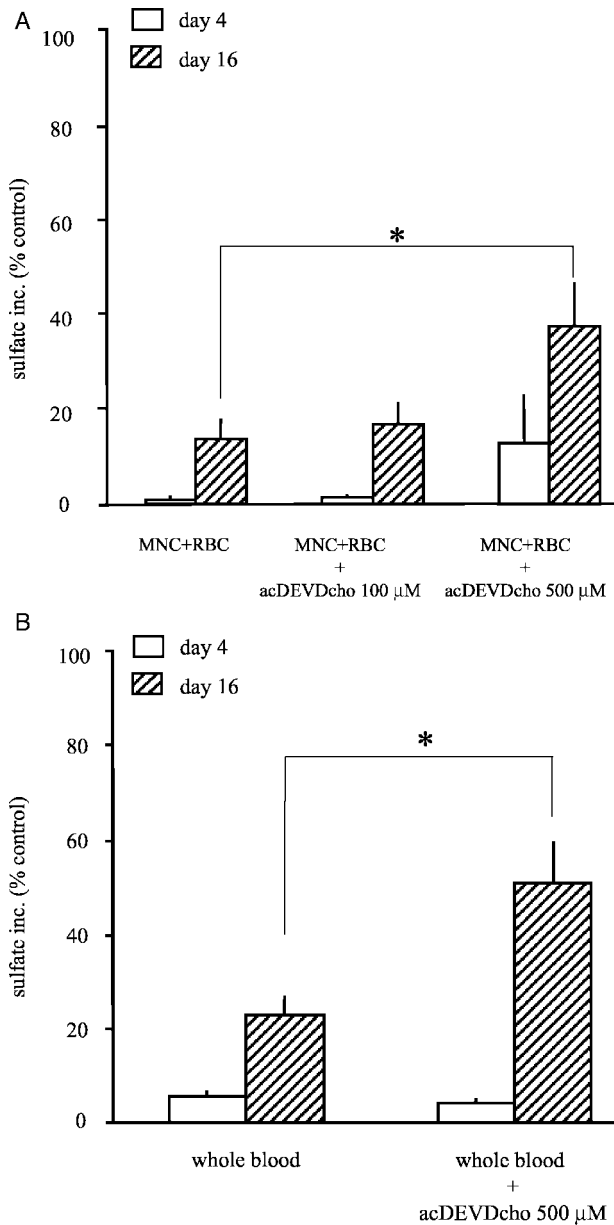 A
day 4
day 16
100
80
60
40
20
0
sulfate inc. (% control)
*
MNC+RBC
MNC+RBC
+
acDEVDcho 100 µM
MNC+RBC
+
acDEVDcho 500 µM
B
day 4
day 16
100
80
60
40
20
0
sulfate inc. (% control)
*
whole blood
whole blood
+
acDEVDcho 500 µM